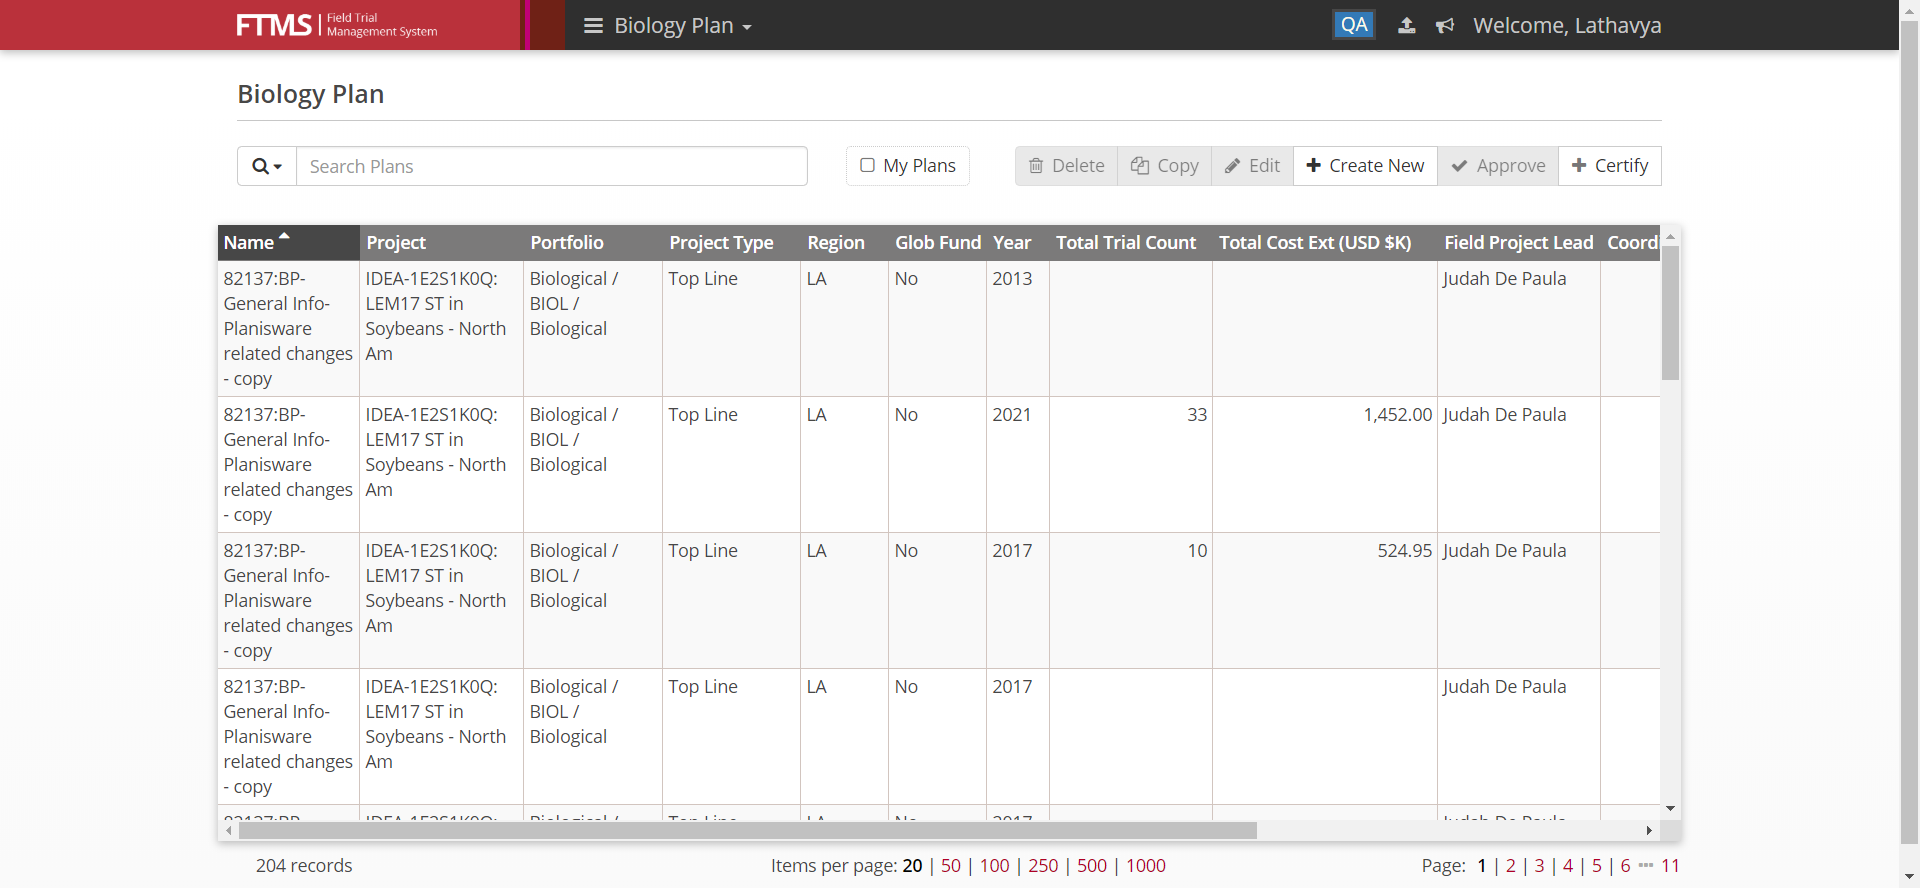 FTMS | Field Trial
Management System
Biology Plan
QA
Welcome, Lathavya
Biology Plan
Search Plans
My Plans
Delete
Copy
Edit
Create New
Approve
Certify
Name Project Portfolio Project Type Region Glob Fund Year Total Trial Count Total Cost Ext (USD $K) Field Project Lead Coord
82137:BP- IDEA-1E2S1K0Q: Biological / Top Line LA No 2013 Judah De Paula
General Info- LEM17 ST in BIOL /
Planisware Soybeans - North Biological
related changes Am
- copy
82137:BP- IDEA-1E2S1K0Q: Biological / Top Line LA No 2021 33 1,452.00 Judah De Paula
General Info- LEM17 ST in BIOL /
Planisware Soybeans - North Biological
related changes Am
- copy
82137:BP- IDEA-1E2S1K0Q: Biological / Top Line LA No 2017 10 524.95 Judah De Paula
General Info- LEM17 ST in BIOL /
Planisware Soybeans - North Biological
related changes Am
- copy
82137:BP- IDEA-1E2S1K0Q: Biological / Top Line LA No 2017 Judah De Paula
General Info- LEM17 ST in BIOL /
Planisware Soybeans - North Biological
related changes Am
- copy
204 records
Items per page: 20 | 50 | 100 | 250 | 500 | 1000
Page: 1 | 2 | 3 | 4 | 5 | 6 ··· 11